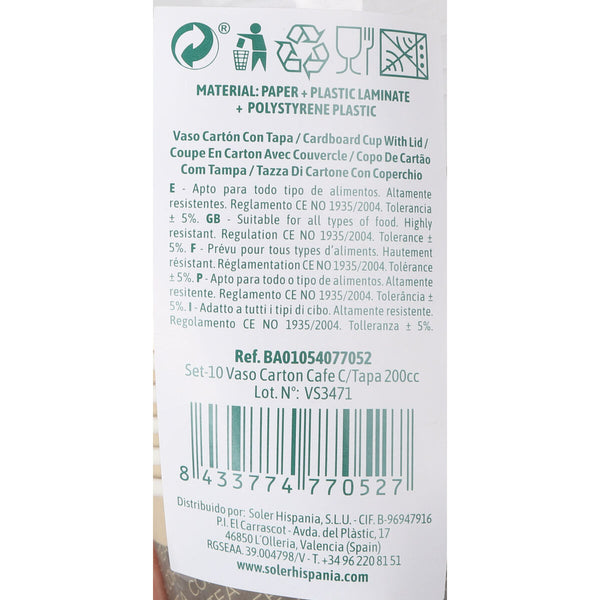 ®
MATERIAL: PAPER + PLASTIC LAMINATE
+ POLYSTYRENE PLASTIC
Vaso Cartón Con Tapa / Cardboard Cup With Lid /
Coupe En Carton Avec Couvercle / Copo De Cartão
Com Tampa / Tazza Di Cartone Con Coperchio
E - Apto para todo tipo de alimentos. Altamente
resistentes. Reglamento CE NO 1935/2004. Tolerancia
± 5%. GB - Suitable for all types of food. Highly
resistant. Regulation CE NO 1935/2004. Tolerance ±
5%. F - Prévu pour tous types d'aliments. Hautement
résistant. Réglamentation CE NO 1935/2004. Tolérance
± 5%. P - Apto para todo o tipo de alimentos. Altamente
resitente. Reglamento CE NO 1935/2004. Tolerância ±
5%. I - Adatto a tutti i tipi di cibo. Altamente resistente.
Regolamento CE NO 1935/2004. Tolleranza ± 5%.
Ref. BA01054077052
Set-10 Vaso Carton Cafe C/Tapa 200cc
Lot. N°: VS3471
8 433774 770527
Distribuido por: Soler Hispania, S.L.U. - CIF. B-96947916
P.I. El Carrascot - Avda. del Plàstic, 17
46850 L'Olleria, Valencia (Spain)
RGSEAA. 39.004798/V - T+34 96 220 81 51
www.solerhispania.com